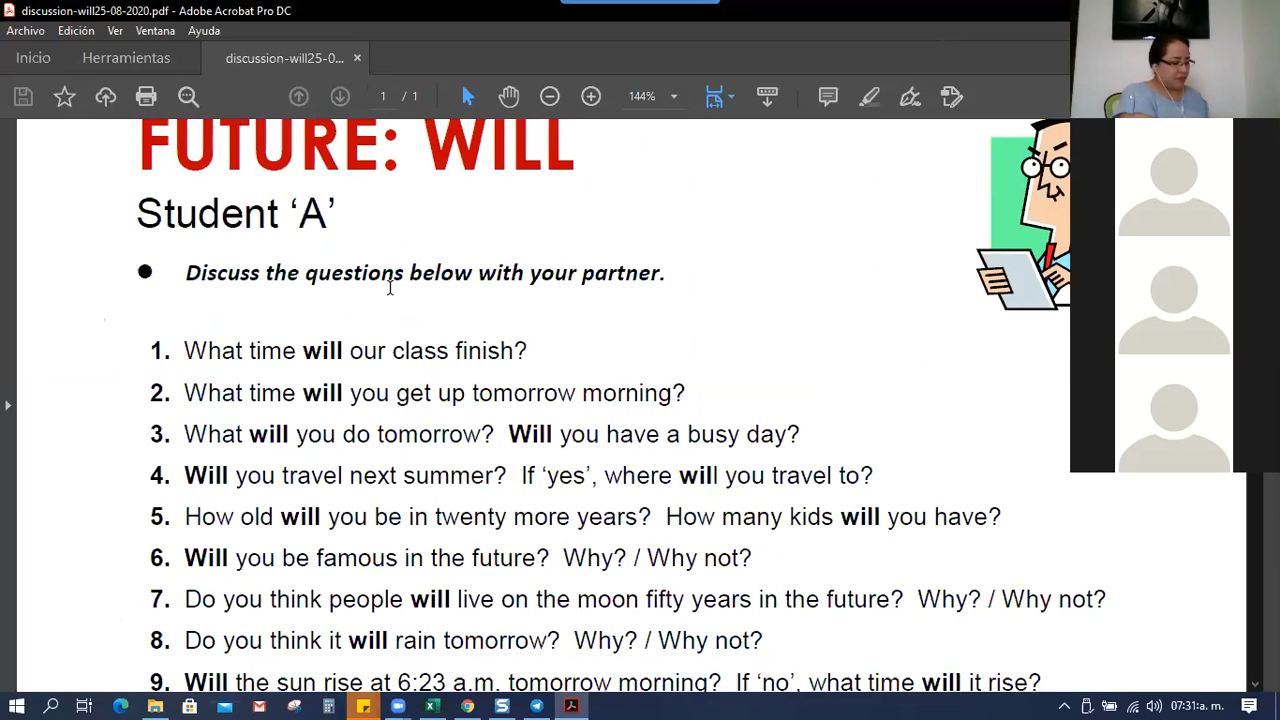 discussion-will25-08-2020.pdf - Adobe Acrobat Pro DC
Archivo Edición Ver Ventana Ayuda
Inicio Herramientas discussion-will25-0... ×
1 / 1 144%
FUTURE: WILL
Student ‘A’
● Discuss the questions below with your partner.
1. What time will our class finish?
2. What time will you get up tomorrow morning?
3. What will you do tomorrow? Will you have a busy day?
4. Will you travel next summer? If ‘yes’, where will you travel to?
5. How old will you be in twenty more years? How many kids will you have?
6. Will you be famous in the future? Why? / Why not?
7. Do you think people will live on the moon fifty years in the future? Why? / Why not?
8. Do you think it will rain tomorrow? Why? / Why not?
9. Will the sun rise at 6:23 a.m. tomorrow morning? If ‘no’, what time will it rise?
07:31 a. m.